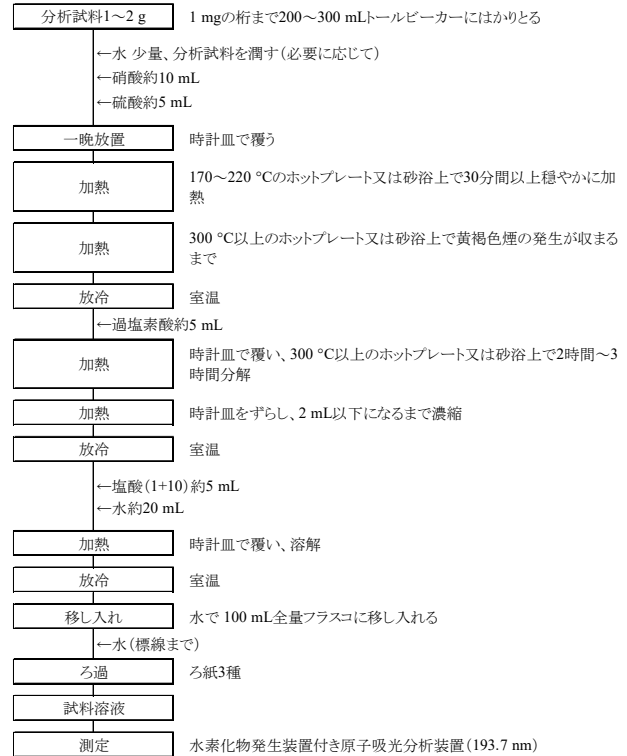 分析試料1~2 g 1 mgの桁まで200~300 mLトールビーカーにはかりとる
←水 少量、分析試料を潤す(必要に応じて)
←硝酸約10 mL
←硫酸約5 mL
一晩放置 時計皿で覆う
加熱 170~220 °Cのホットプレート又は砂浴上で30分間以上穏やかに加
熱
加熱 300 °C以上のホットプレート又は砂浴上で黄褐色煙の発生が収まる
まで
放冷 室温
←過塩素酸約5 mL
加熱 時計皿で覆い、300 °C以上のホットプレート又は砂浴上で2時間~3
時間分解
加熱 時計皿をずらし、2 mL以下になるまで濃縮
放冷 室温
←塩酸(1+10)約5 mL
←水約20 mL
加熱 時計皿で覆い、溶解
放冷 室温
移し入れ 水で 100 mL全量フラスコに移し入れる
←水(標線まで)
ろ過 ろ紙3種
試料溶液
測定 水素化物発生装置付き原子吸光分析装置(193.7 nm)